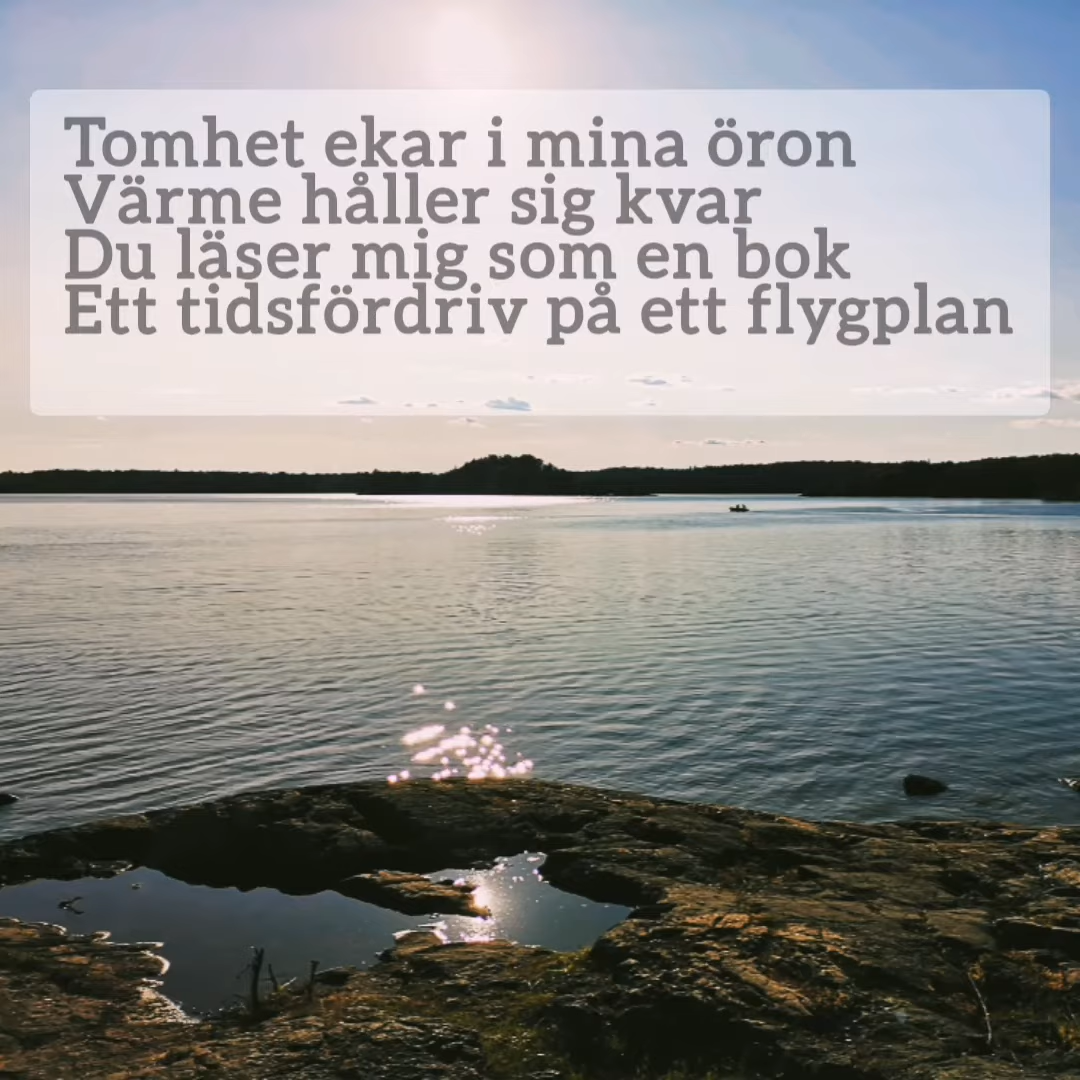 Tomhet ekar i mina öron
Värme håller sig kvar
Du läser mig som en bok
Ett tidsfördriv på ett flygplan